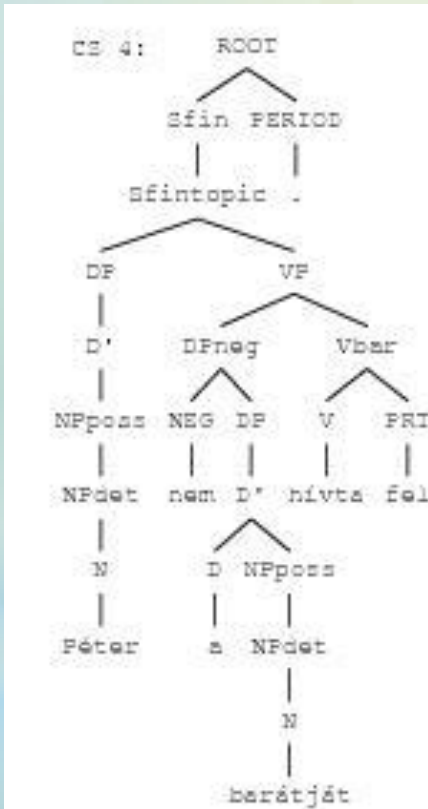 CS 4: ROOT
Sfin PERIOD
Sfintopic .
DP VP
D' DPneg Vbar
NPposs NEG DP V PRT
NPdet nem D' hívta fel
N D NPposs
Péter a NPdet
N
barátját